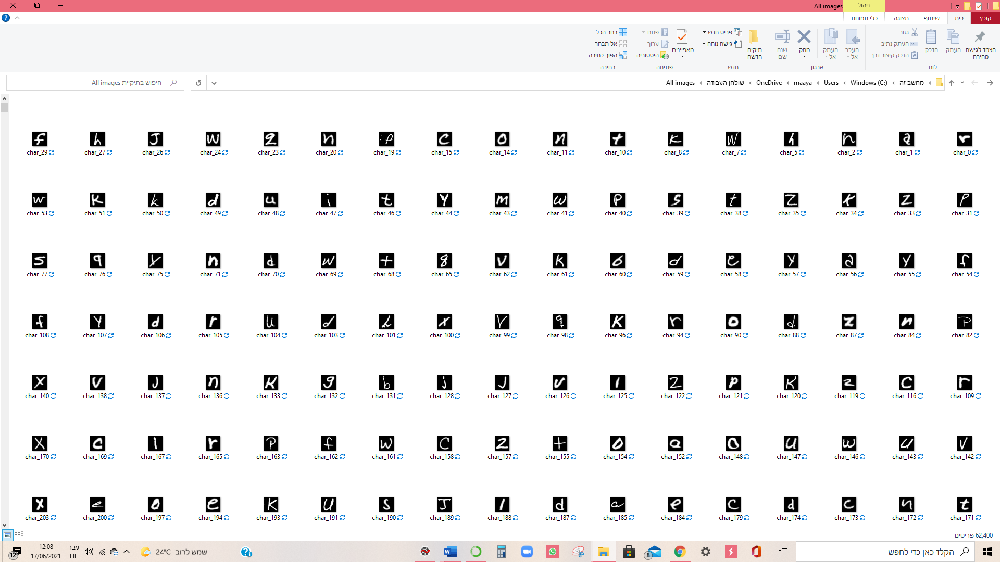 All images
ניהול
קובץ
בית
שיתוף
תצוגה
כלי תמונות
הצמד לגישה מהירה
העתק
הדבק
גזור
העתק נתיב
הדבק קיצור דרך
לוח
העבר אל
העתק אל
מחק
שנה שם
ארגון
תיקיה חדשה
פריט חדש
גישה נוחה
חדש
מאפיינים
פתח
ערוך
היסטוריה
פתיחה
בחר הכל
אל תבחר
הפוך בחירה
בחירה
מחשב זה
Windows (C:)
Users
maaya
OneDrive
שולחן העבודה
All images
חיפוש בתיקיית All images
r a n h W k t n o C f n 2 W J h f
char_0 char_1 char_2 char_5 char_7 char_8 char_10 char_11 char_14 char_15 char_19 char_20 char_23 char_24 char_26 char_27 char_29
P z K Z t S P w m Y t i u d k K w
char_31 char_33 char_34 char_35 char_38 char_39 char_40 char_41 char_43 char_44 char_46 char_47 char_48 char_49 char_50 char_51 char_53
f Y a y e d 6 K V 8 + w d n y q s
char_54 char_55 char_56 char_57 char_58 char_59 char_60 char_61 char_62 char_65 char_68 char_69 char_70 char_71 char_75 char_76 char_77
P n z d o r K q V x h d U r d Y f
char_82 char_84 char_87 char_88 char_90 char_94 char_96 char_98 char_99 char_100 char_101 char_103 char_104 char_105 char_106 char_107 char_108
r C z K P 2 1 v J j b g K n J V X
char_109 char_116 char_119 char_120 char_121 char_122 char_125 char_126 char_127 char_128 char_131 char_132 char_133 char_136 char_137 char_138 char_140
V U w U O a O + 2 C W f P r 1 C X
char_142 char_143 char_146 char_147 char_148 char_152 char_154 char_155 char_157 char_158 char_161 char_162 char_163 char_165 char_167 char_169 char_170
t n c d C e a d 1 J S U K e o e X
char_171 char_172 char_173 char_174 char_179 char_184 char_185 char_187 char_188 char_189 char_190 char_191 char_193 char_194 char_197 char_200 char_203
62,400 פריטים
הקלד כאן כדי לחפש
8
24°C שמש לרוב
עבר
HE
12:08
17/06/2021
12